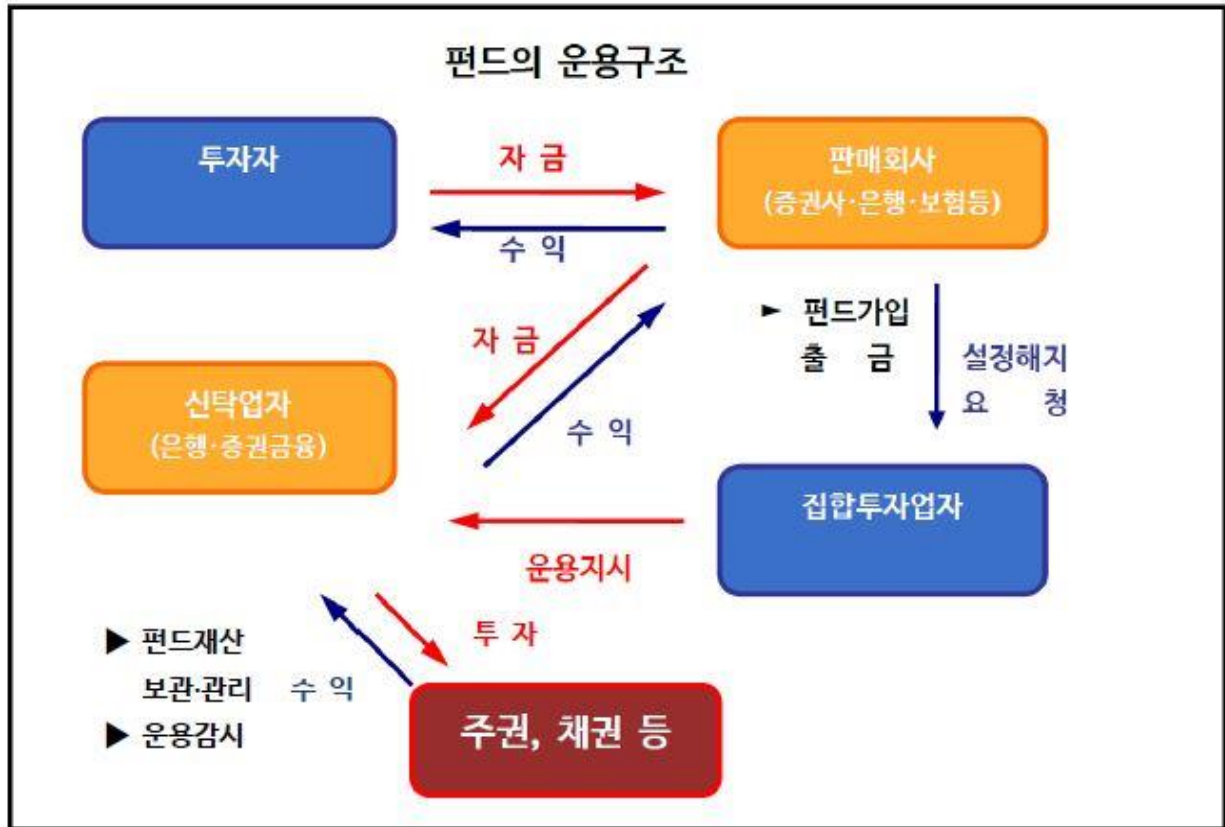 펀드의 운용구조
투자자
자 금
판매회사
(증권사·은행·보험등)
수 익
자 금
► 펀드가입
출 금
설정해지
요 청
신탁업자
(은행·증권금융)
수 익
집합투자업자
운용지시
투 자
▶ 펀드재산
보관·관리
수 익
▶ 운용감시
주권, 채권 등